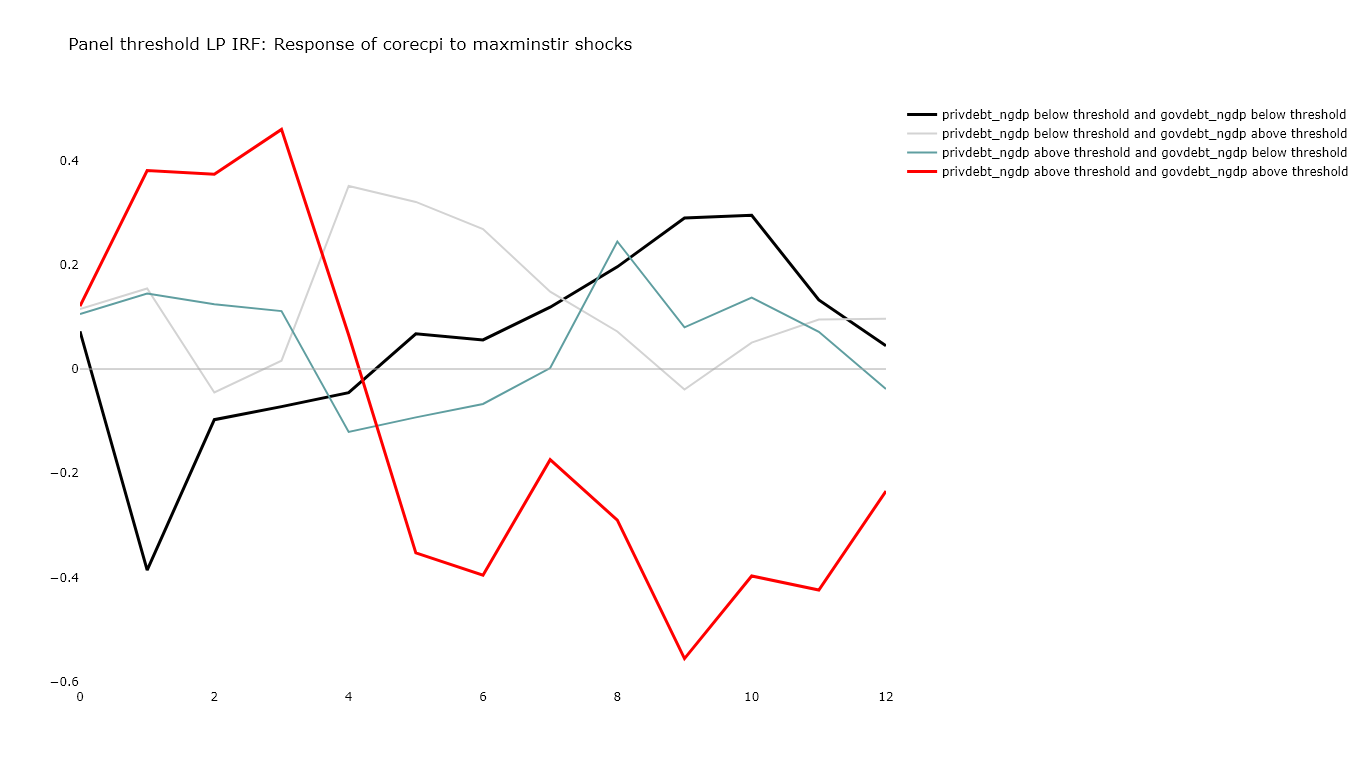 Panel threshold LP IRF: Response of corecpi to maxminstir shocks
privdebt_ngdp below threshold and govdebt_ngdp below threshold
privdebt_ngdp below threshold and govdebt_ngdp above threshold
privdebt_ngdp above threshold and govdebt_ngdp below threshold
privdebt_ngdp above threshold and govdebt_ngdp above threshold
0.4
0.2
0
−0.2
−0.4
−0.6
0 2 4 6 8 10 12